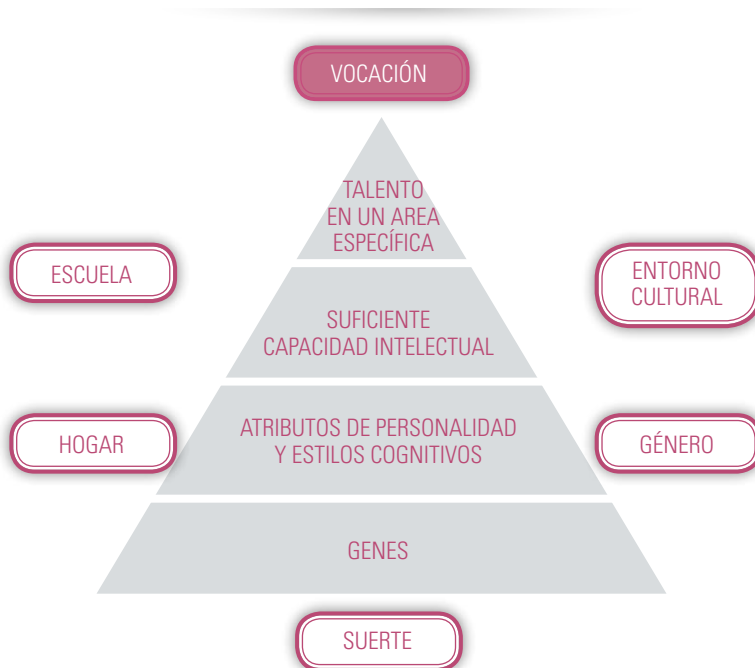 VOCACIÓN
TALENTO
EN UN AREA
ESPECÍFICA
ESCUELA
ENTORNO
CULTURAL
SUFICIENTE
CAPACIDAD INTELECTUAL
HOGAR
ATRIBUTOS DE PERSONALIDAD
Y ESTILOS COGNITIVOS
GÉNERO
GENES
SUERTE